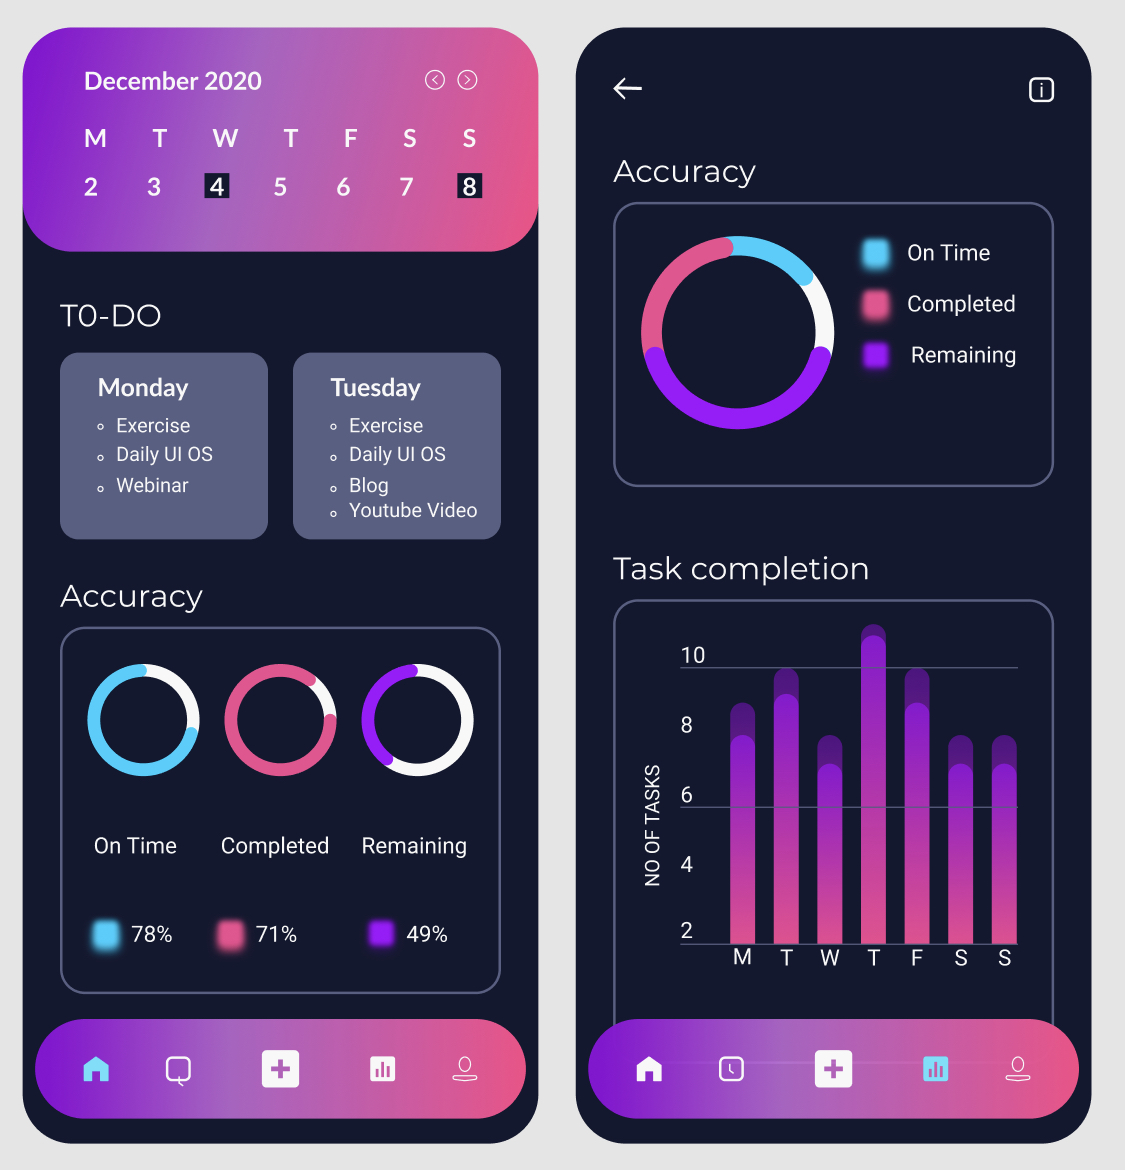 December 2020
M T W T F S S
2 3 4 5 6 7 8
T0-DO
Monday
Exercise
Daily UI OS
Webinar
Tuesday
Exercise
Daily UI OS
Blog
Youtube Video
Accuracy
On Time Completed Remaining
78% 71% 49%
Accuracy
On Time
Completed
Remaining
Task completion
NO OF TASKS
10
8
6
4
2
M T W T F S S